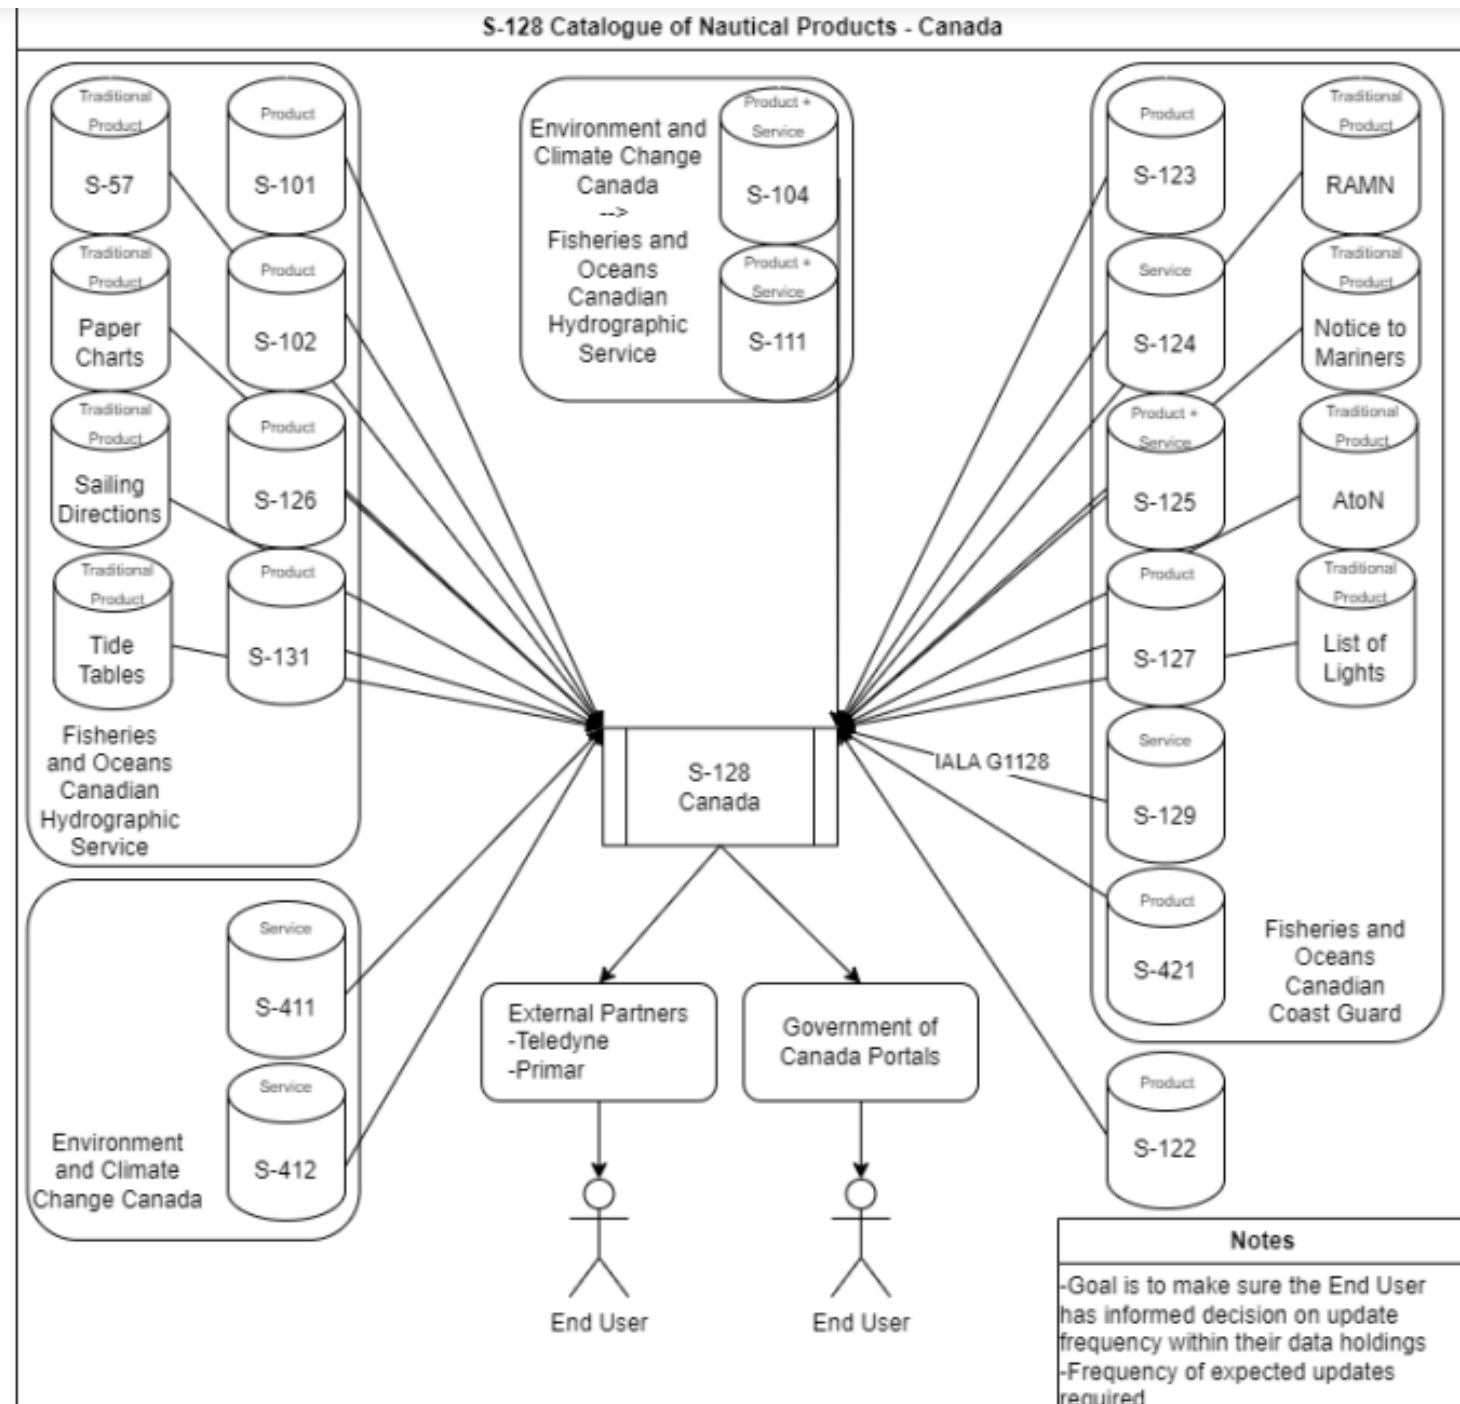 S-128 Catalogue of Nautical Products - Canada
Traditional
Product
S-57
Product
S-101
Traditional
Product
Paper
Charts
Product
S-102
Traditional
Product
Sailing
Directions
Product
S-126
Traditional
Product
Tide
Tables
Product
S-131
Fisheries
and Oceans
Canadian
Hydrographic
Service
Environment and
Climate Change
Canada
-->
Fisheries and
Oceans
Canadian
Hydrographic
Service
Product +
Service
S-104
Product +
Service
S-111
Product
S-123
Traditional
Product
RAMN
Service
S-124
Traditional
Product
Notice to
Mariners
Product +
Service
S-125
Traditional
Product
AtoN
Product
S-127
Traditional
Product
List of
Lights
Service
S-129
IALA G1128
Product
S-421
Fisheries and
Oceans
Canadian
Coast Guard
S-128
Canada
Service
S-411
Service
S-412
Environment
and Climate
Change Canada
External Partners
-Teledyne
-Primar
Government of
Canada Portals
End User
End User
Product
S-122
Notes
-Goal is to make sure the End User
has informed decision on update
frequency within their data holdings
-Frequency of expected updates
required